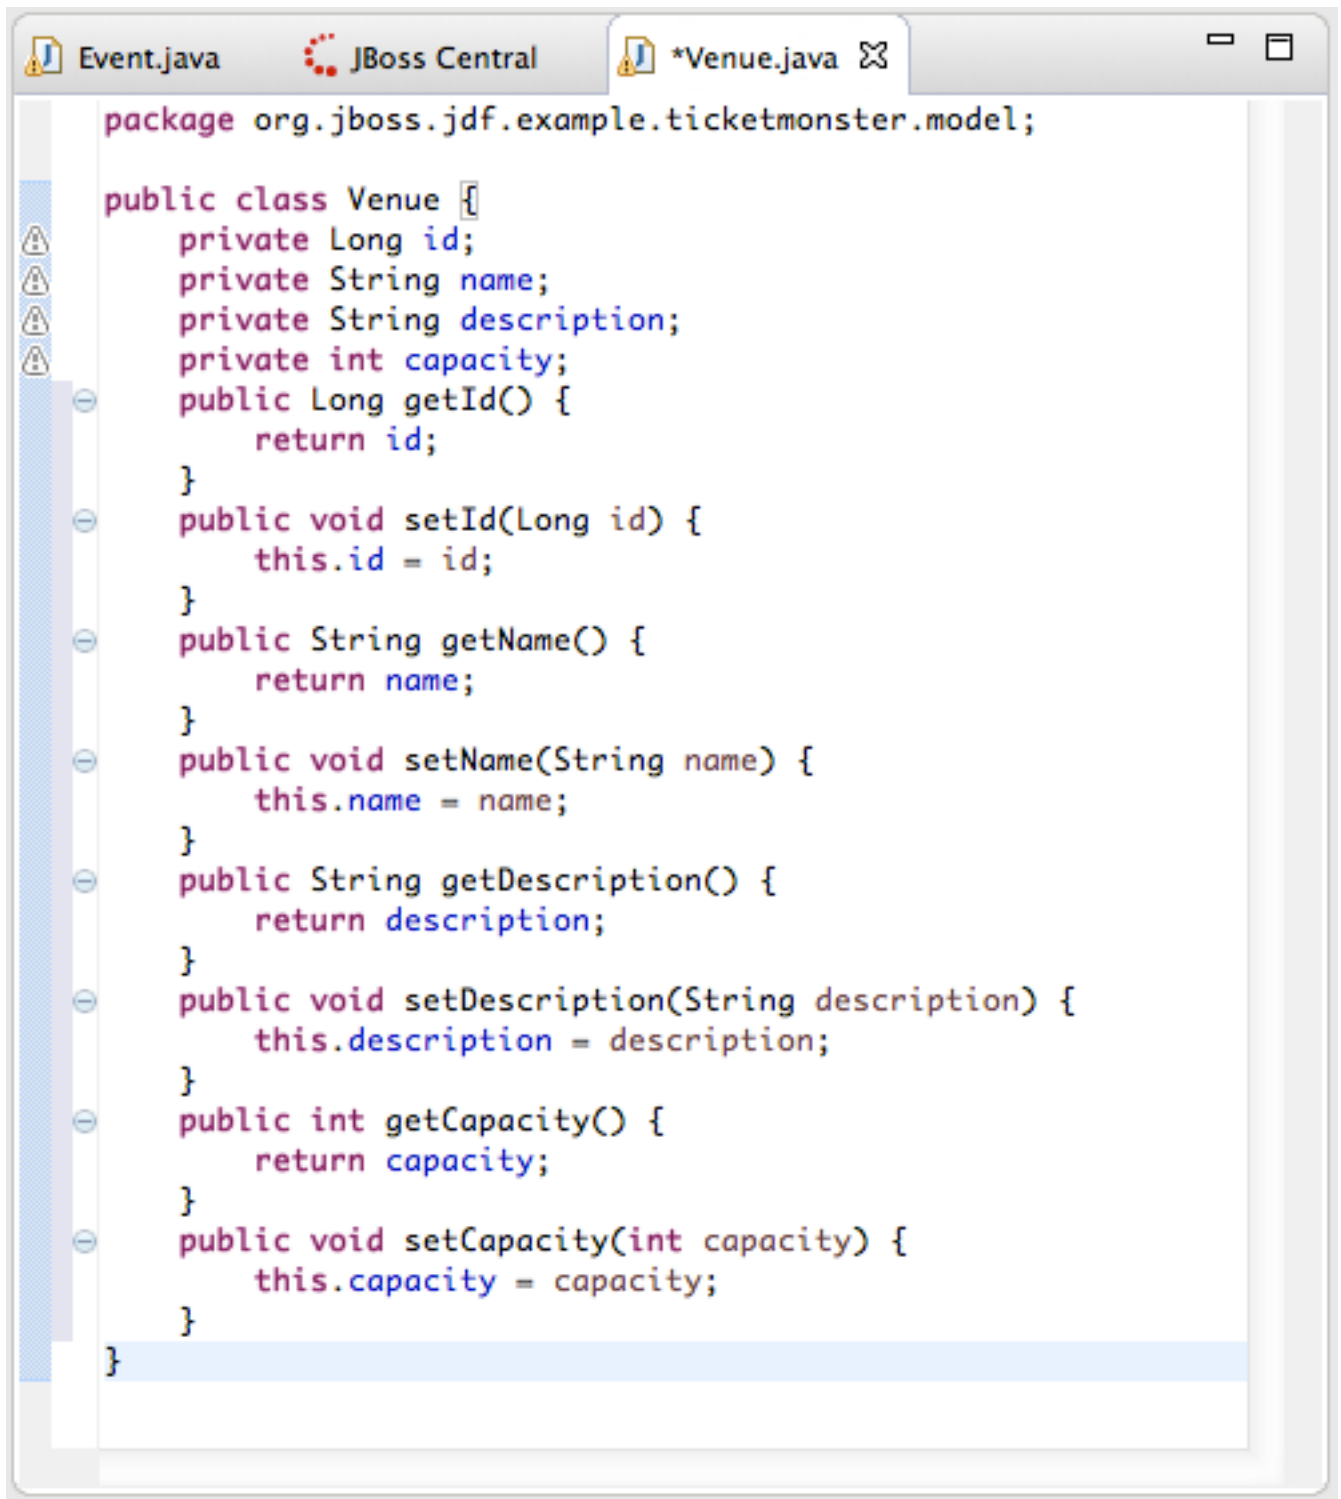 Event.java JBoss Central *Venue.java
package org.jboss.jdf.example.ticketmonster.model;

public class Venue {
    private Long id;
    private String name;
    private String description;
    private int capacity;
    public Long getId() {
        return id;
    }
    public void setId(Long id) {
        this.id = id;
    }
    public String getName() {
        return name;
    }
    public void setName(String name) {
        this.name = name;
    }
    public String getDescription() {
        return description;
    }
    public void setDescription(String description) {
        this.description = description;
    }
    public int getCapacity() {
        return capacity;
    }
    public void setCapacity(int capacity) {
        this.capacity = capacity;
    }
}